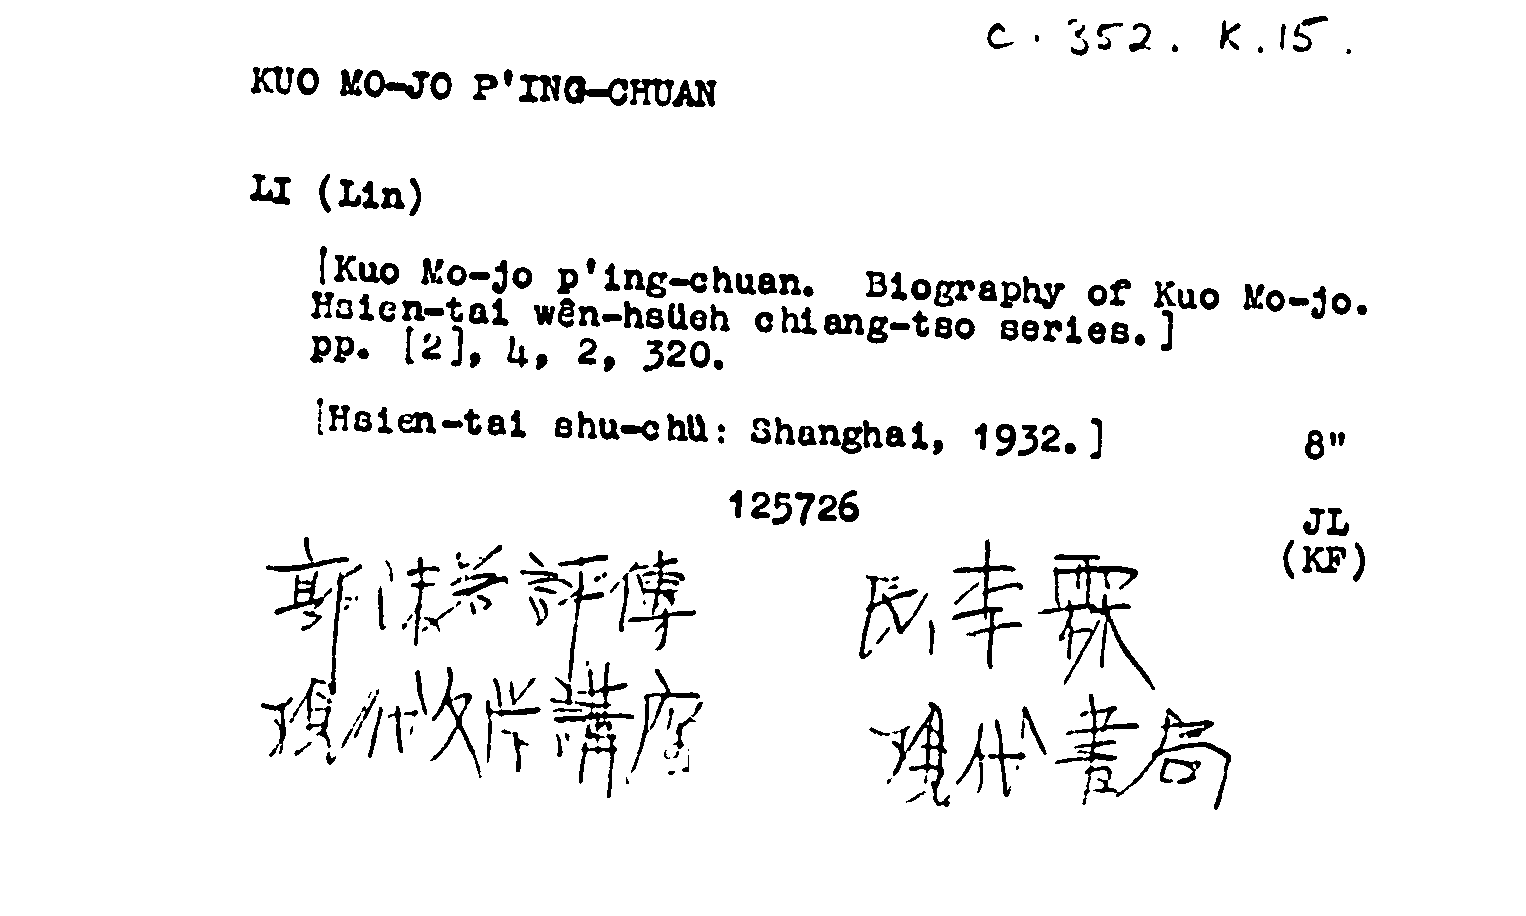 C. 352. K. 15.
KUO MO-JO P'ING-CHUAN
LI (Lin)
[Kuo Mo-jo p'ing-chuan. Biography of Kuo Mo-jo.
Hsien-tai wên-hsüeh chiang-tso series.]
pp. [2], 4, 2, 320.
[Hsien-tai shu-chü: Shanghai, 1932.] 8"
125726
JL
(KF)
郭沫若評傳 李霖
現代文學講座 現代書局